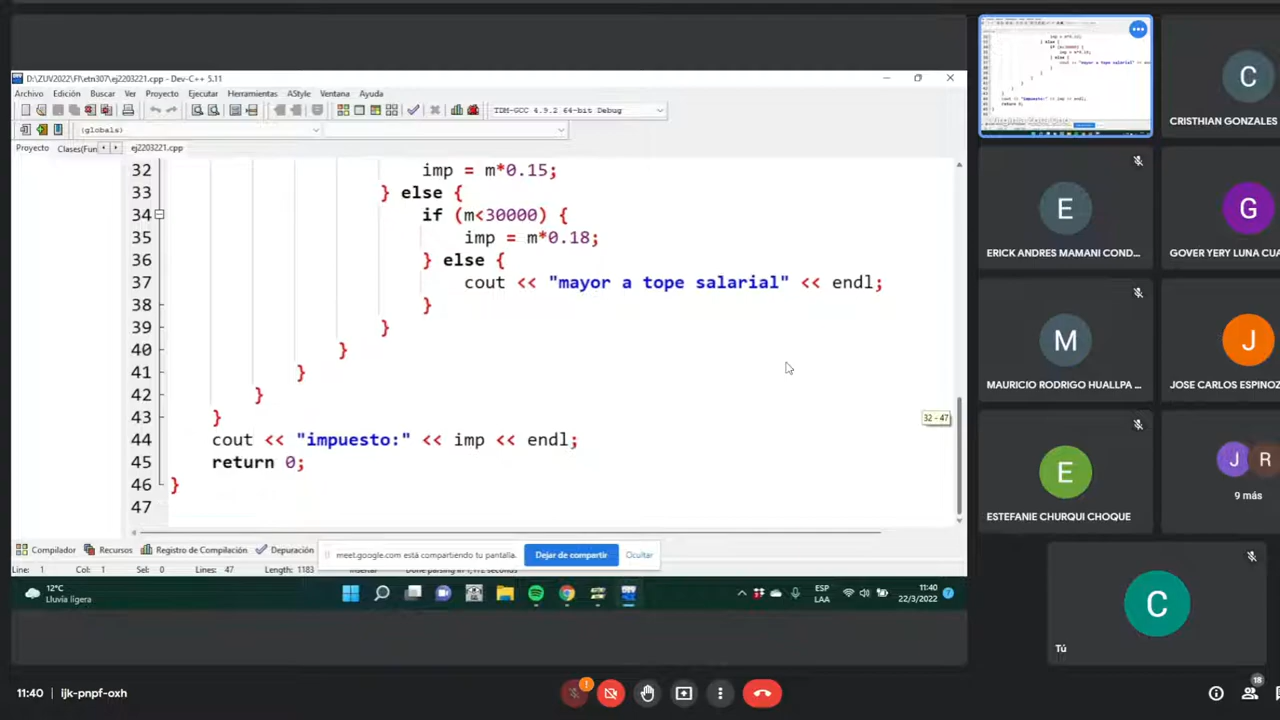 D:\ZUV2022\FI\etn307\ej2203221.cpp - Dev-C++ 5.11
Archivo Edición Buscar Ver Proyecto Ejecutar Herramientas AStyle Ventana Ayuda
TDM-GCC 4.9.2 64-bit Debug
(globals)
Proyecto Clases(Fun
ej2203221.cpp
32 imp = m*0.15;
33 } else {
34 if (m<30000) {
35 imp = m*0.18;
36 } else {
37 cout << "mayor a tope salarial" << endl;
38 }
39 }
40 }
41 }
42 }
43 }
44 cout << "impuesto:" << imp << endl;
45 return 0;
46 }
47
32 - 47
Compilador Recursos Registro de Compilación Depuración
meet.google.com está compartiendo tu pantalla. Dejar de compartir Ocultar
Line: 1 Col: 1 Sel: 0 Lines: 47 Length: 1183
12°C
Lluvia ligera
ESP
LAA
11:40
22/3/2022
7
C
CRISTHIAN GONZALES
E
ERICK ANDRES MAMANI COND...
G
GOVER YERY LUNA CUA
M
MAURICIO RODRIGO HUALLPA ...
J
JOSE CARLOS ESPINOZ
E
ESTEFANIE CHURQUI CHOQUE
J R
9 más
C
Tú
11:40 | ijk-pnpf-oxh
18